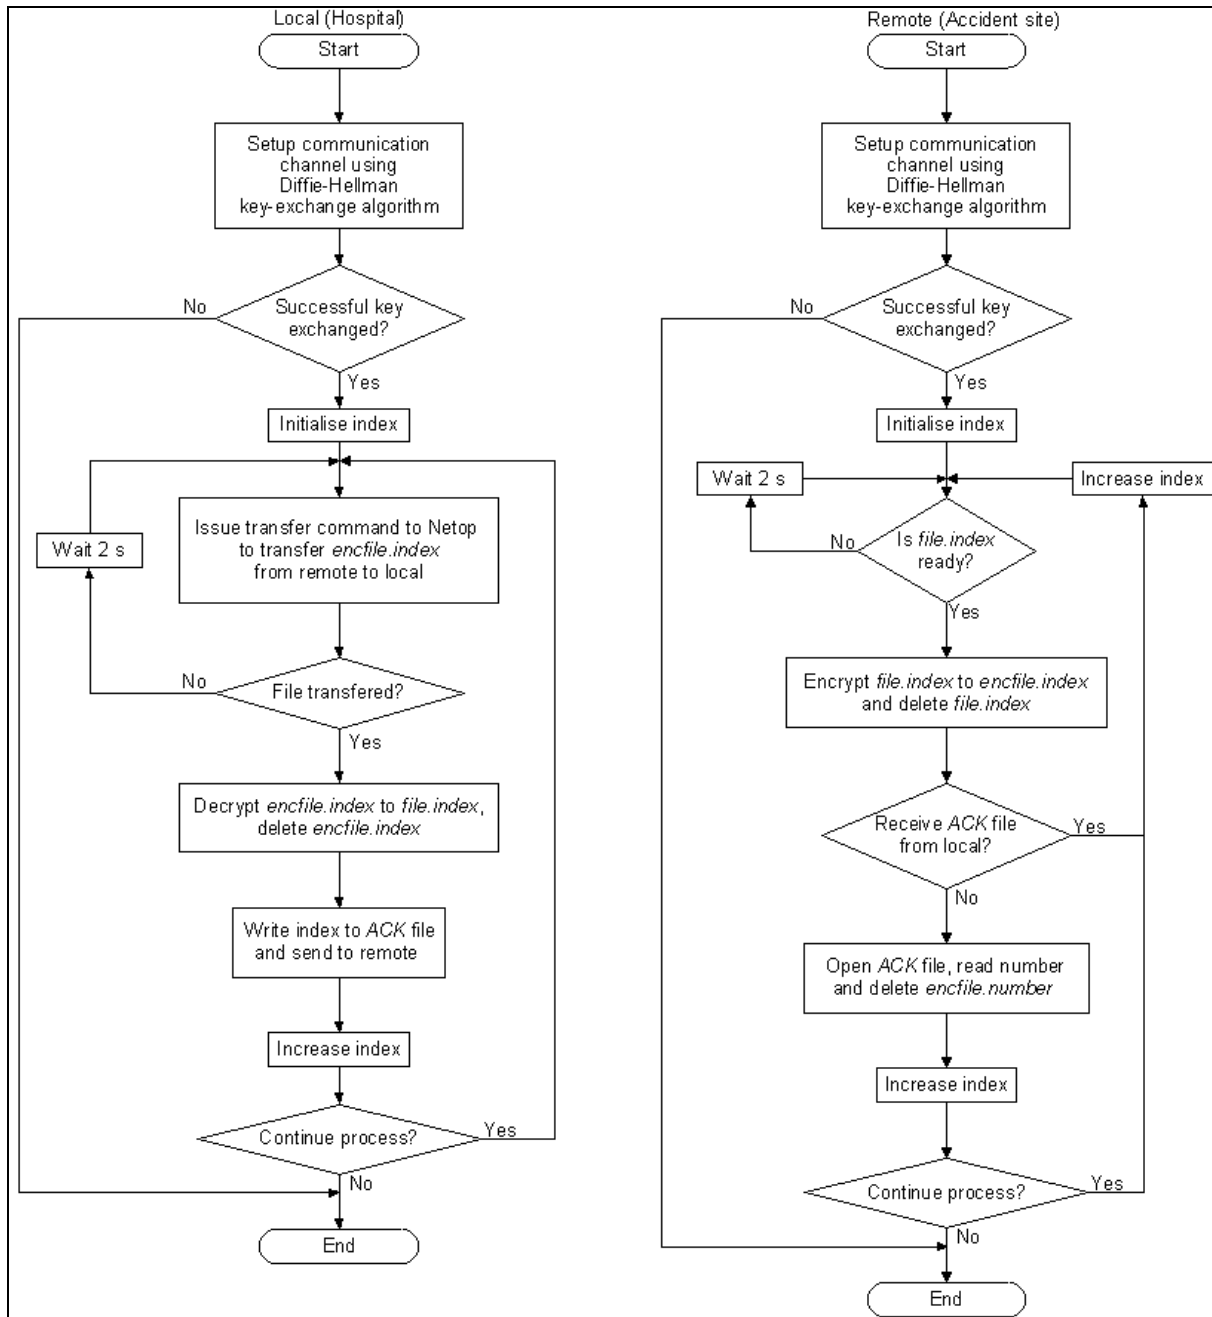 Local (Hospital)
Start
Setup communication
channel using
Diffie-Hellman
key-exchange algorithm
No
Successful key
exchanged?
Yes
Initialise index
Issue transfer command to Netop
to transfer encfile.index
from remote to local
Wait 2 s
No
File transfered?
Yes
Decrypt encfile.index to file.index,
delete encfile.index
Write index to ACK file
and send to remote
Increase index
Continue process?
Yes
No
End
Remote (Accident site)
Start
Setup communication
channel using
Diffie-Hellman
key-exchange algorithm
No
Successful key
exchanged?
Yes
Initialise index
Wait 2 s
Increase index
No
Is file.index
ready?
Yes
Encrypt file.index to encfile.index
and delete file.index
Receive ACK file
from local?
Yes
No
Open ACK file, read number
and delete encfile.number
Increase index
Continue process?
Yes
No
End